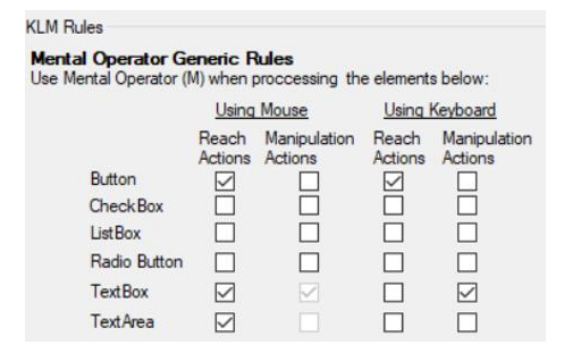 KLM Rules
Mental Operator Generic Rules
Use Mental Operator (M) when proccessing the elements below:
Using Mouse Using Keyboard
Reach Manipulation Reach Manipulation
Actions Actions Actions Actions
Button
CheckBox
ListBox
Radio Button
TextBox
TextArea